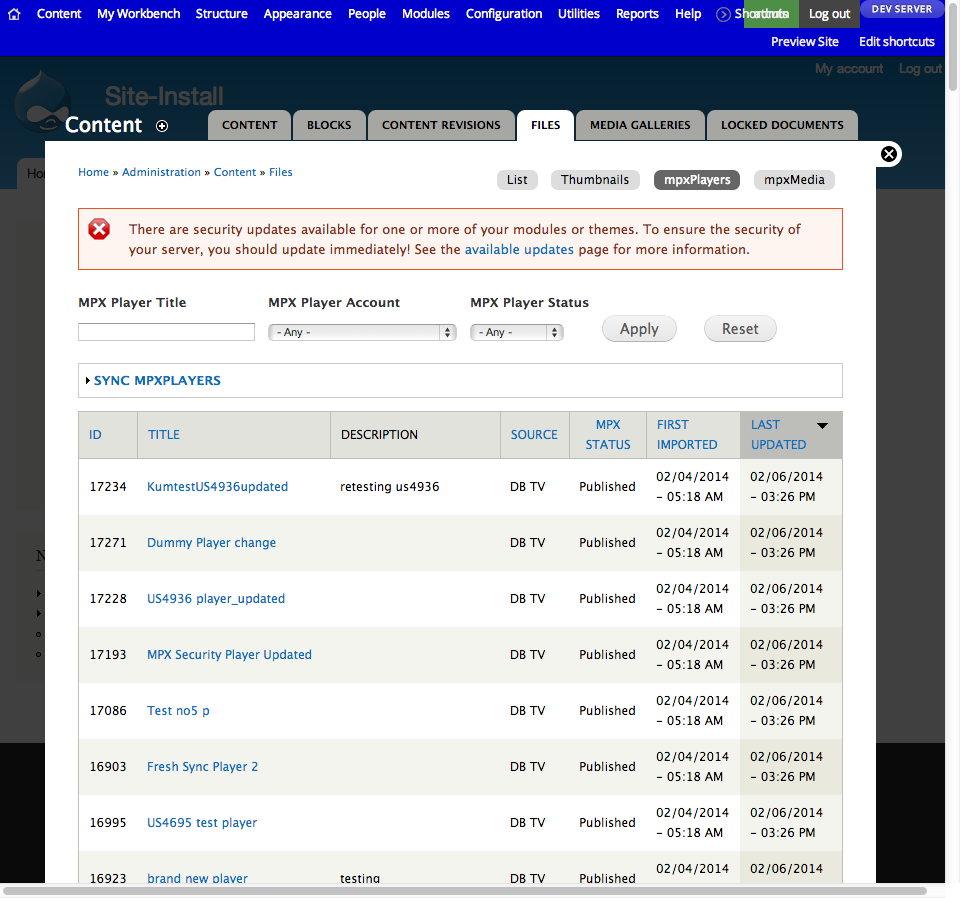 Content My Workbench Structure Appearance People Modules Configuration Utilities Reports Help Shortcuts Log out DEV SERVER
Preview Site Edit shortcuts
My account Log out
Site-Install
Content CONTENT BLOCKS CONTENT REVISIONS FILES MEDIA GALLERIES LOCKED DOCUMENTS
Home » Administration » Content » Files
List Thumbnails mpxPlayers mpxMedia
There are security updates available for one or more of your modules or themes. To ensure the security of
your server, you should update immediately! See the available updates page for more information.
MPX Player Title MPX Player Account MPX Player Status
- Any - - Any - Apply Reset
SYNC MPXPLAYERS
ID TITLE DESCRIPTION SOURCE MPX STATUS FIRST IMPORTED LAST UPDATED
17234 KumtestUS4936updated retesting us4936 DB TV Published 02/04/2014 – 05:18 AM 02/06/2014 – 03:26 PM
17271 Dummy Player change DB TV Published 02/04/2014 – 05:18 AM 02/06/2014 – 03:26 PM
17228 US4936 player_updated DB TV Published 02/04/2014 – 05:18 AM 02/06/2014 – 03:26 PM
17193 MPX Security Player Updated DB TV Published 02/04/2014 – 05:18 AM 02/06/2014 – 03:26 PM
17086 Test no5 p DB TV Published 02/04/2014 – 05:18 AM 02/06/2014 – 03:26 PM
16903 Fresh Sync Player 2 DB TV Published 02/04/2014 – 05:18 AM 02/06/2014 – 03:26 PM
16995 US4695 test player DB TV Published 02/04/2014 – 05:18 AM 02/06/2014 – 03:26 PM
16923 brand new player testing DB TV Published 02/04/2014 02/06/2014